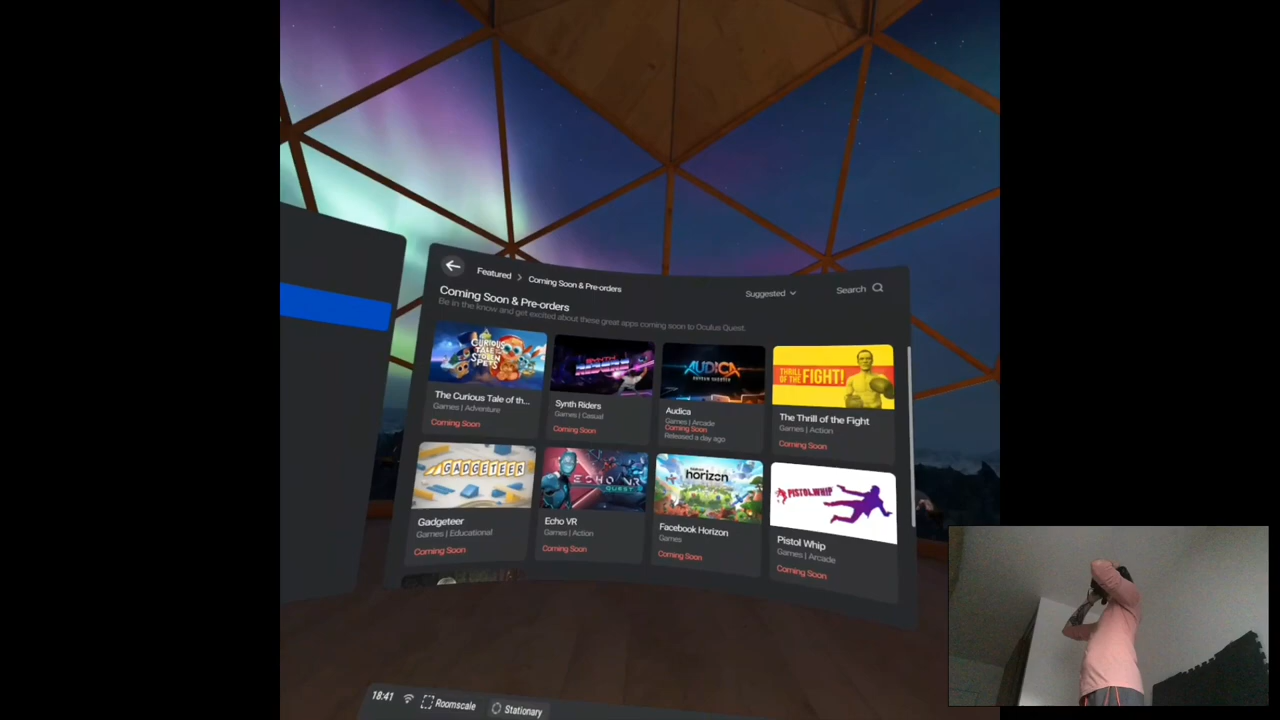 Featured > Coming Soon & Pre-orders
Suggested
Search
Coming Soon & Pre-orders
Be in the know and get excited about these great apps coming soon to Oculus Quest.
CURIOUS
TALE
STOLEN
PETS
The Curious Tale of th...
Games | Adventure
Coming Soon
SYNTH
RIDERS
Synth Riders
Games | Casual
Coming Soon
AUDICA
RHYTHM SHOOTER
Audica
Games | Arcade
Coming Soon
Released a day ago
THRILL
OF THE FIGHT!
The Thrill of the Fight
Games | Action
Coming Soon
GADGETEER
Gadgeteer
Games | Educational
Coming Soon
ECHO VR
QUEST
Echo VR
Games | Action
Coming Soon
horizon
Facebook Horizon
Games
Coming Soon
PISTOL WHIP
Pistol Whip
Games | Arcade
Coming Soon
18:41
Roomscale
Stationary